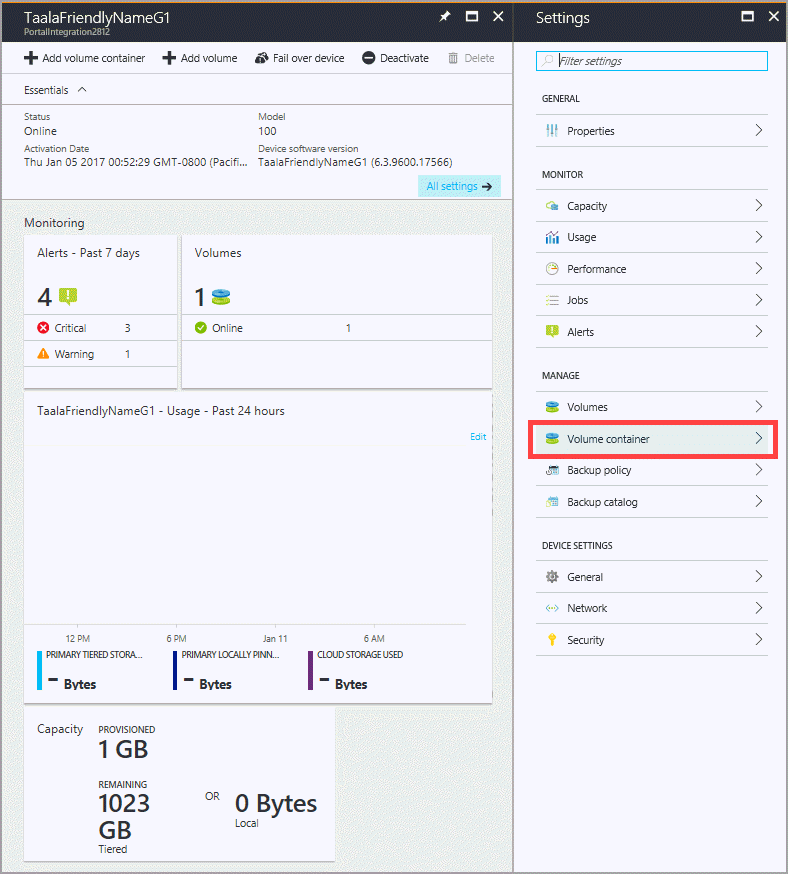 TaalaFriendlyNameG1
PortalIntegration2812
Add volume container
Add volume
Fail over device
Deactivate
Delete
Essentials
Status
Online
Model
100
Activation Date
Thu Jan 05 2017 00:52:29 GMT-0800 (Pacifi...
Device software version
TaalaFriendlyNameG1 (6.3.9600.17566)
All settings
Monitoring
Alerts - Past 7 days
4
Critical 3
Warning 1
Volumes
1
Online 1
TaalaFriendlyNameG1 - Usage - Past 24 hours
Edit
12 PM 6 PM Jan 11 6 AM
PRIMARY TIERED STORA...
-- Bytes
PRIMARY LOCALLY PINN...
-- Bytes
CLOUD STORAGE USED
-- Bytes
Capacity
PROVISIONED
1 GB
REMAINING
1023
GB
Tiered
OR
0 Bytes
Local
Settings
Filter settings
GENERAL
Properties
MONITOR
Capacity
Usage
Performance
Jobs
Alerts
MANAGE
Volumes
Volume container
Backup policy
Backup catalog
DEVICE SETTINGS
General
Network
Security